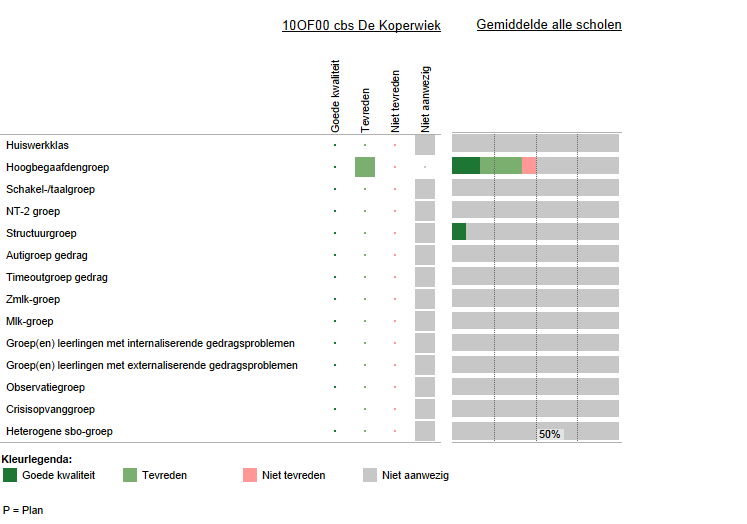 10OF00 cbs De Koperwiek
Gemiddelde alle scholen
Goede kwaliteit
Tevreden
Niet tevreden
Niet aanwezig
Huiswerkklas
Hoogbegaafdengroep
Schakel-/taalgroep
NT-2 groep
Structuurgroep
Autigroep gedrag
Timeoutgroep gedrag
Zmlk-groep
Mlk-groep
Groep(en) leerlingen met internaliserende gedragsproblemen
Groep(en) leerlingen met externaliserende gedragsproblemen
Observatiegroep
Crisisopvanggroep
Heterogene sbo-groep
50%
Kleurlegenda:
Goede kwaliteit Tevreden Niet tevreden Niet aanwezig
P = Plan